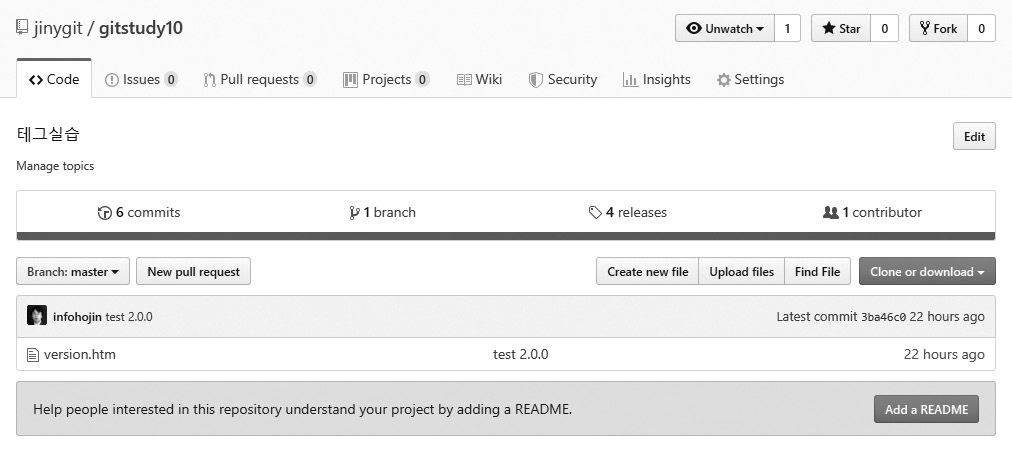 jinygit / gitstudy10
Unwatch 1 Star 0 Fork 0
Code Issues 0 Pull requests 0 Projects 0 Wiki Security Insights Settings
테그실습
Edit
Manage topics
6 commits 1 branch 4 releases 1 contributor
Branch: master New pull request Create new file Upload files Find File Clone or download
infohojin test 2.0.0 Latest commit 3ba46c0 22 hours ago
version.htm test 2.0.0 22 hours ago
Help people interested in this repository understand your project by adding a README. Add a README